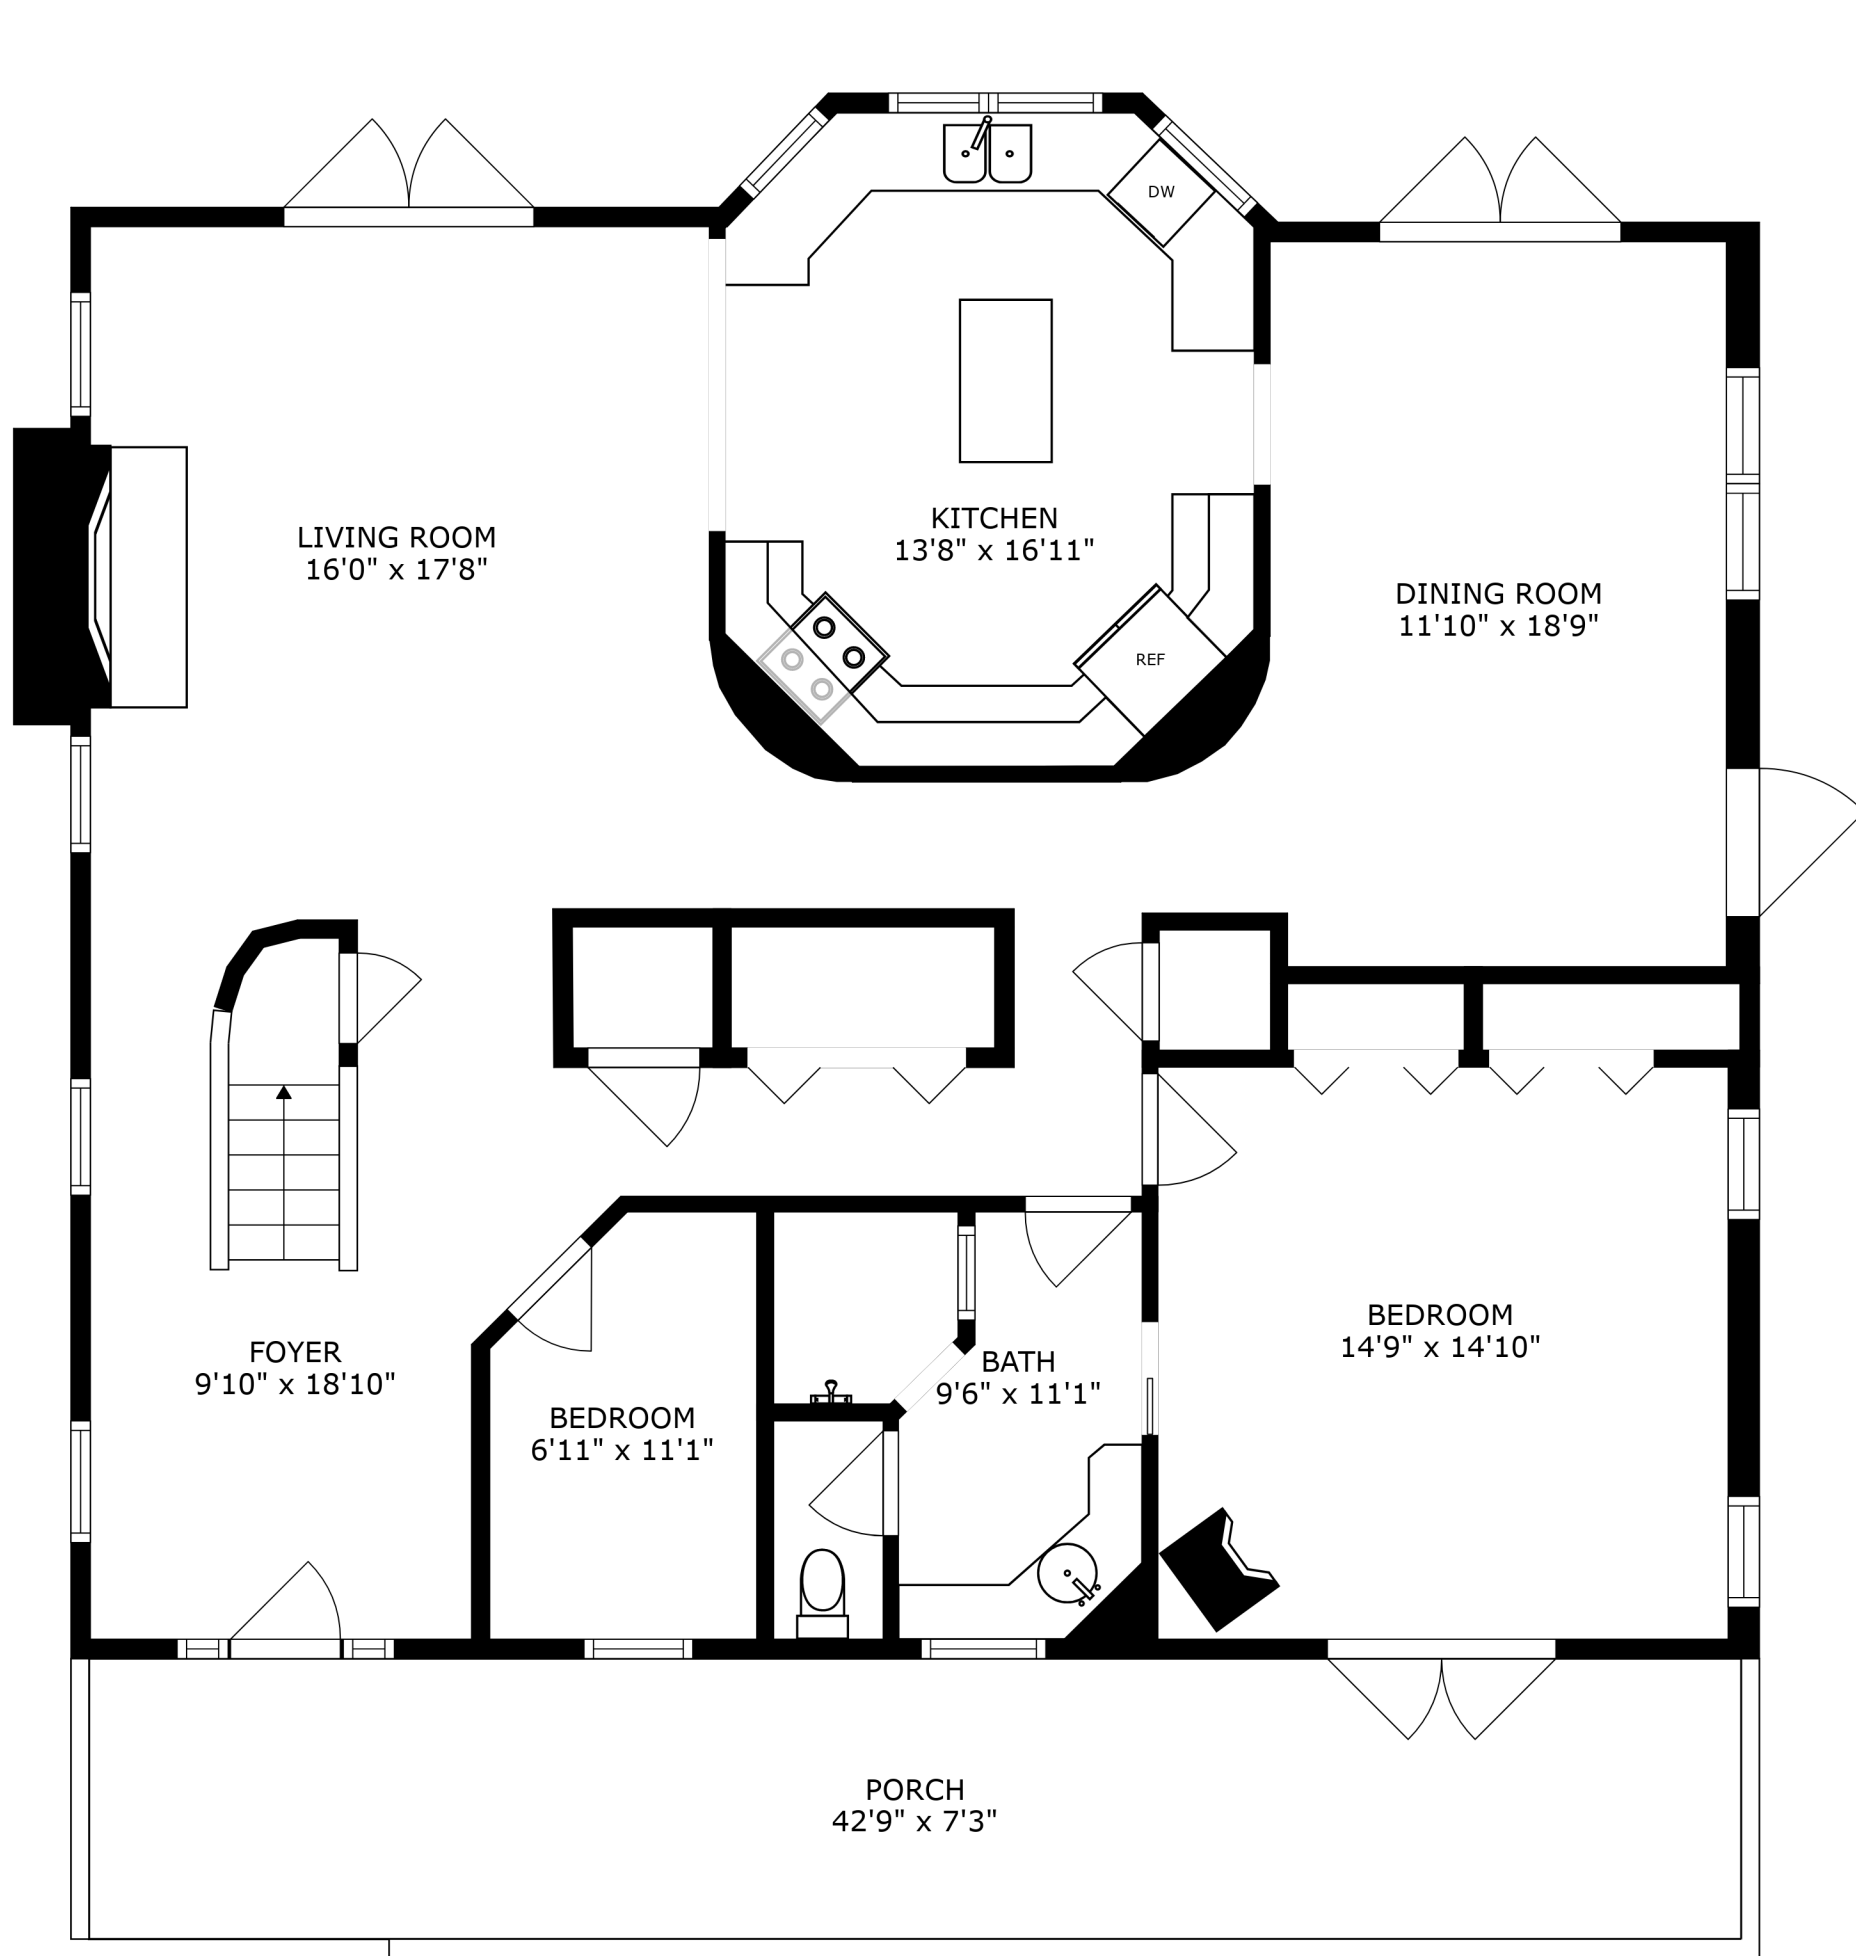 DW
LIVING ROOM
16'0" x 17'8"
KITCHEN
13'8" x 16'11"
DINING ROOM
11'10" x 18'9"
REF
FOYER
9'10" x 18'10"
BEDROOM
6'11" x 11'1"
BATH
9'6" x 11'1"
BEDROOM
14'9" x 14'10"
PORCH
42'9" x 7'3"